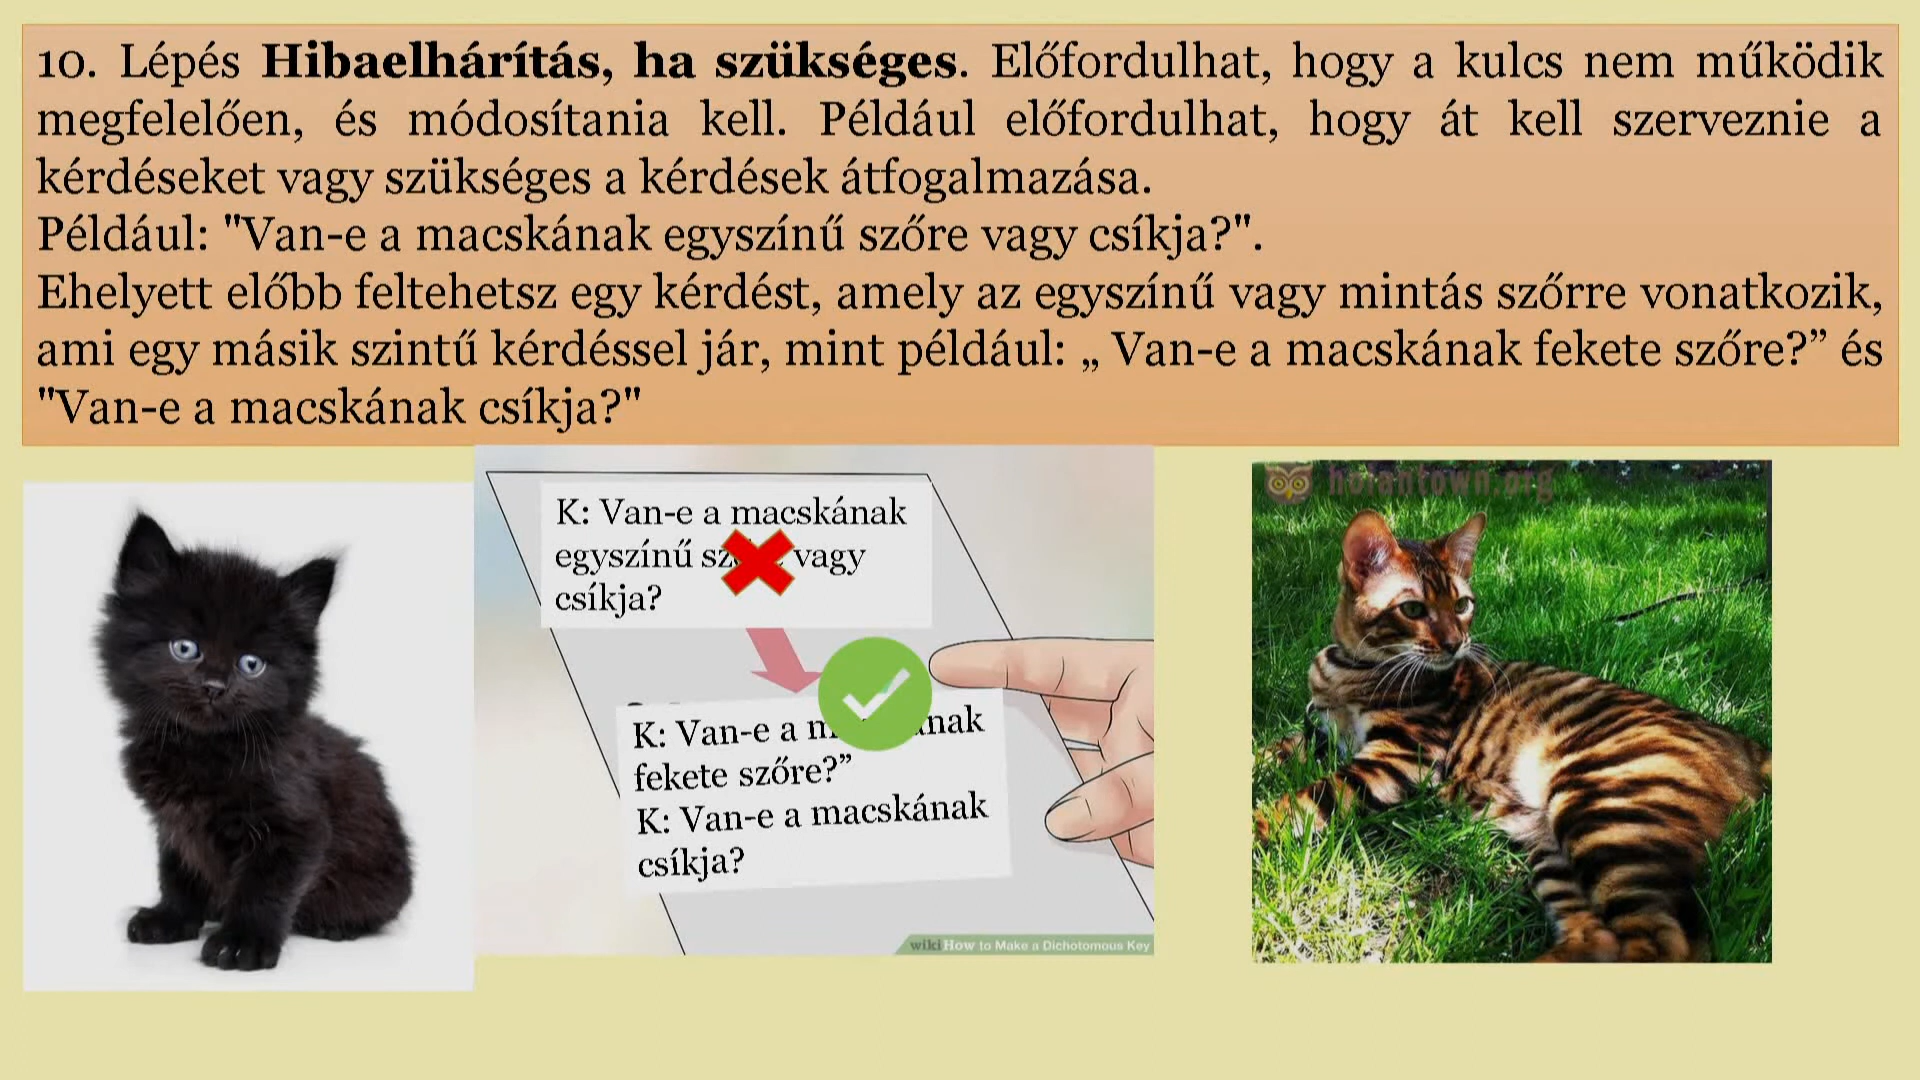 10. Lépés Hibaelhárítás, ha szükséges. Előfordulhat, hogy a kulcs nem működik
megfelelően, és módosítania kell. Például előfordulhat, hogy át kell szerveznie a
kérdéseket vagy szükséges a kérdések átfogalmazása.
Például: "Van-e a macskának egyszínű szőre vagy csíkja?".
Ehelyett előbb feltehetsz egy kérdést, amely az egyszínű vagy mintás szőrre vonatkozik,
ami egy másik szintű kérdéssel jár, mint például: „ Van-e a macskának fekete szőre?” és
"Van-e a macskának csíkja?"
K: Van-e a macskának
egyszínű vagy
csíkja?
K: Van-e a
fekete szőre?”
K: Van-e a macskának
csíkja?
wikiHow to Make a Dichotomous Key